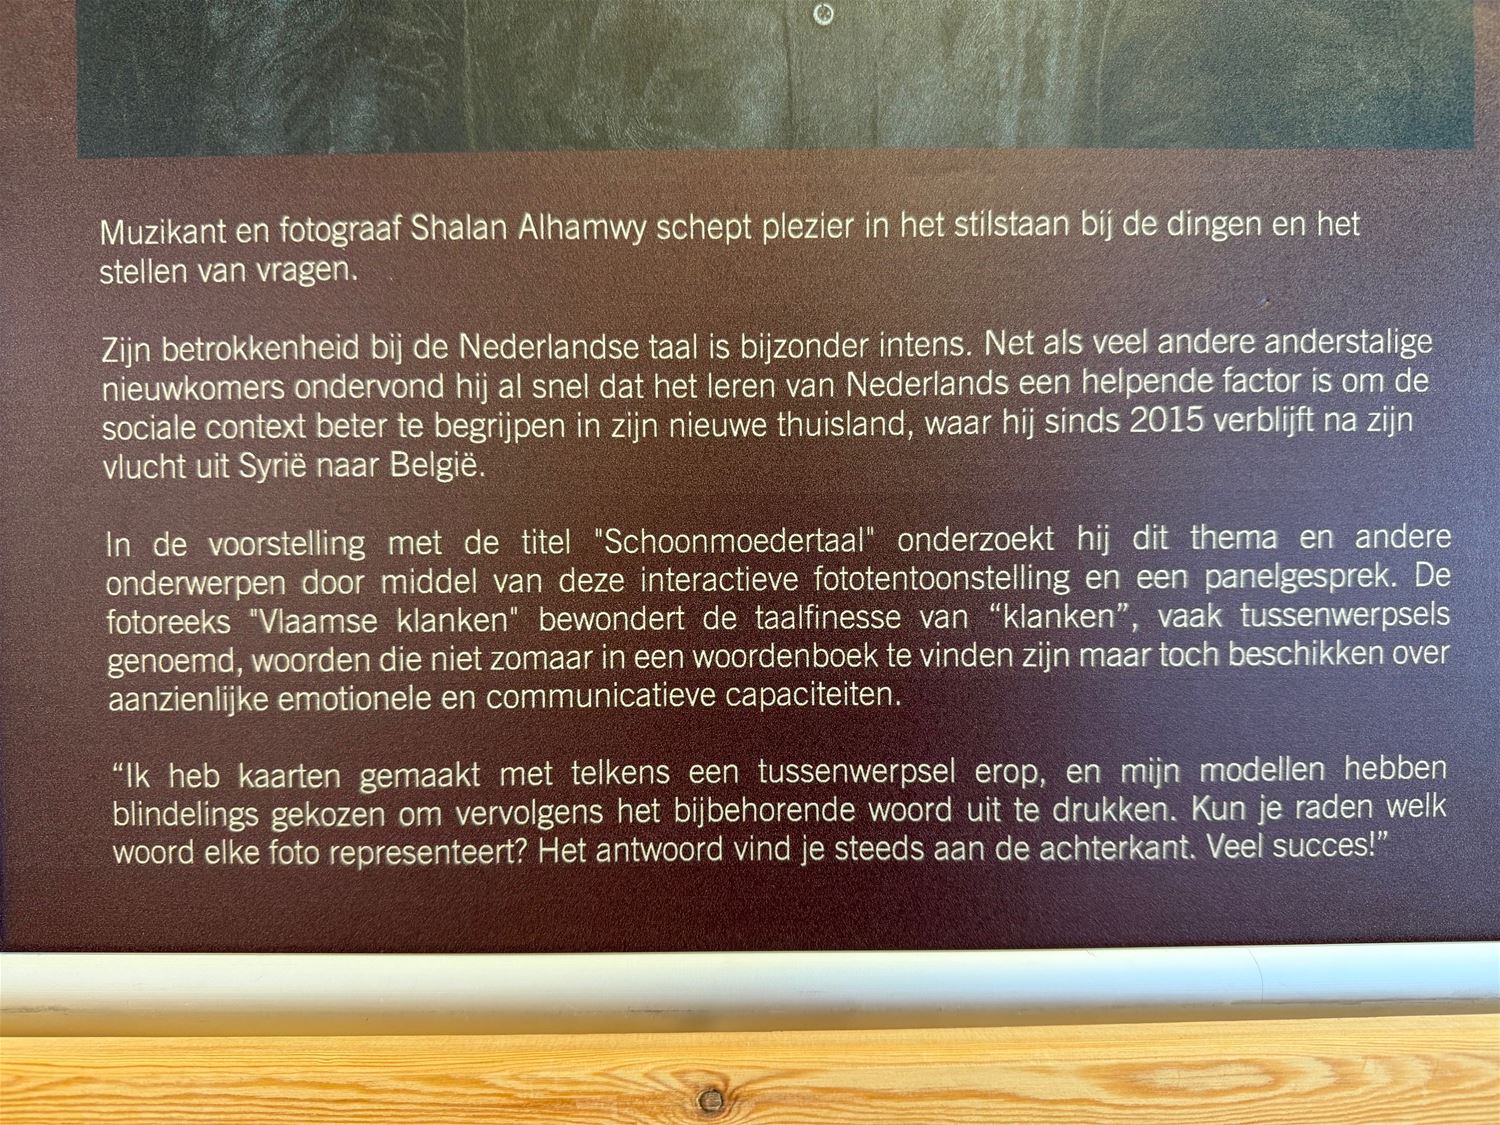 Muzikant en fotograaf Shalan Alhamwy schept plezier in het stilstaan bij de dingen en het
stellen van vragen.
Zijn betrokkenheid bij de Nederlandse taal is bijzonder intens. Net als veel andere anderstalige
nieuwkomers ondervond hij al snel dat het leren van Nederlands een helpende factor is om de
sociale context beter te begrijpen in zijn nieuwe thuisland, waar hij sinds 2015 verblijft na zijn
vlucht uit Syrië naar België.
In de voorstelling met de titel "Schoonmoedertaal" onderzoekt hij dit thema en andere
onderwerpen door middel van deze interactieve fototentoonstelling en een panelgesprek. De
fotoreeks "Vlaamse klanken" bewondert de taalfinesse van “klanken”, vaak tussenwerpsels
genoemd, woorden die niet zomaar in een woordenboek te vinden zijn maar toch beschikken over
aanzienlijke emotionele en communicatieve capaciteiten.
“Ik heb kaarten gemaakt met telkens een tussenwerpsel erop, en mijn modellen hebben
blindelings gekozen om vervolgens het bijbehorende woord uit te drukken. Kun je raden welk
woord elke foto representeert? Het antwoord vind je steeds aan de achterkant. Veel succes!”